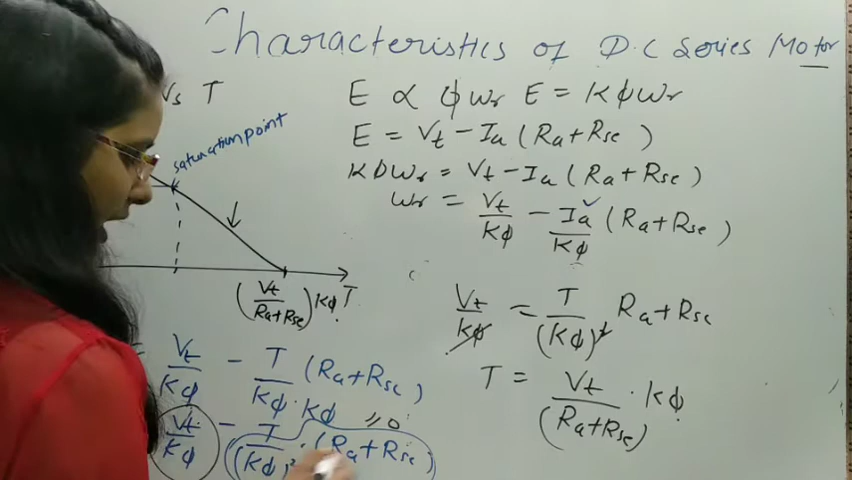 Characteristics of D.C Series Motor
Vs T
saturation point
(Vt/(Ra+Rse)) Kϕ T
E ∝ ϕ ωr E = Kϕωr
E = Vt - Ia (Ra+Rse)
Kϕωr = Vt - Ia (Ra+Rse)
ωr = Vt/Kϕ - Ia/Kϕ (Ra+Rse)
Vt/Kϕ = T/(Kϕ)² Ra+Rse
T = Vt/(Ra+Rse) · Kϕ
= Vt/Kϕ - T/(Kϕ·Kϕ) (Ra+Rse)
Vt/Kϕ - T/(Kϕ)² · (Ra+Rse) = 0